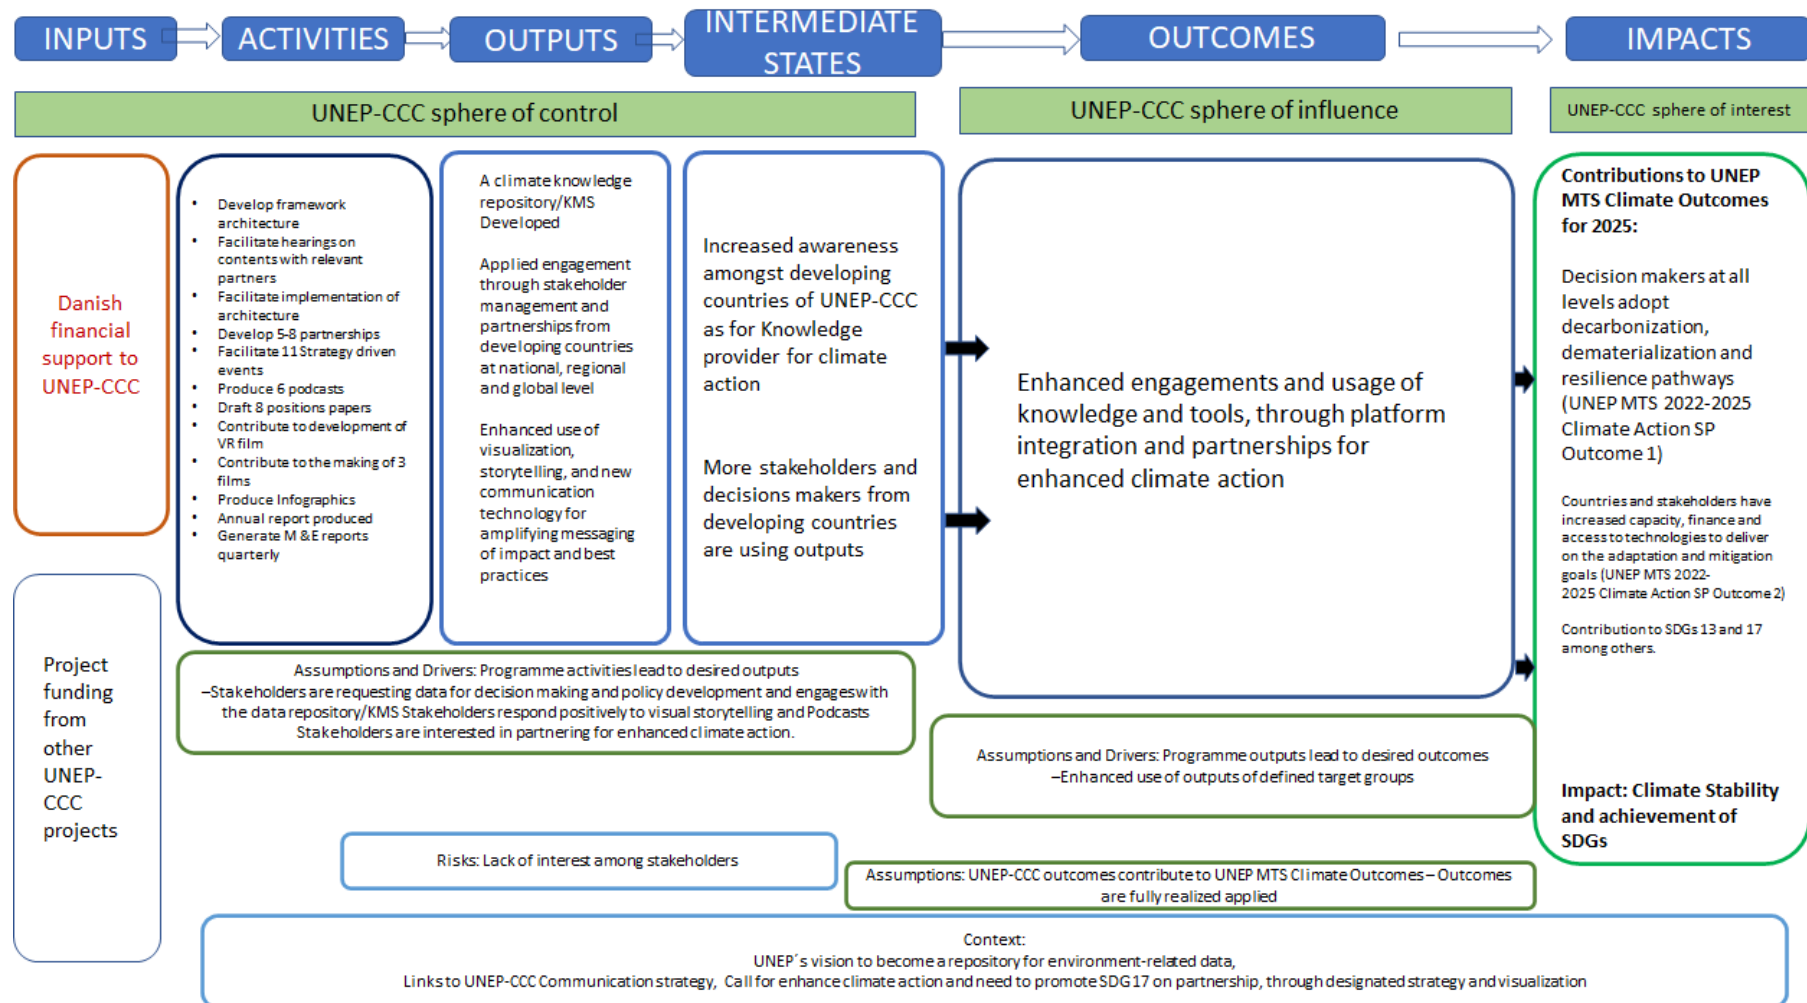 INPUTS
ACTIVITIES
OUTPUTS
INTERMEDIATE
STATES
OUTCOMES
IMPACTS
UNEP-CCC sphere of control
UNEP-CCC sphere of influence
UNEP-CCC sphere of interest
Danish
financial
support to
UNEP-CCC
Project
funding
from
other
UNEP-
CCC
projects
• Develop framework
architecture
• Facilitate hearings on
contents with relevant
partners
• Facilitate implementation of
architecture
• Develop 5-8 partnerships
• Facilitate 11 Strategy driven
events
• Produce 6 podcasts
• Draft 8 positions papers
• Contribute to development of
VR film
• Contribute to the making of 3
films
• Produce Infographics
• Annual report produced
• Generate M & E reports
quarterly
A climate knowledge
repository/KMS
Developed
Applied engagement
through stakeholder
management and
partnerships from
developing countries
at national, regional
and global level
Enhanced use of
visualization,
storytelling, and new
communication
technology for
amplifying messaging
of impact and best
practices
Increased awareness
amongst developing
countries of UNEP-CCC
as for Knowledge
provider for climate
action
More stakeholders and
decisions makers from
developing countries
are using outputs
Enhanced engagements and usage of
knowledge and tools, through platform
integration and partnerships for
enhanced climate action
Contributions to UNEP
MTS Climate Outcomes
for 2025:
Decision makers at all
levels adopt
decarbonization,
dematerialization and
resilience pathways
(UNEP MTS 2022-2025
Climate Action SP
Outcome 1)
Countries and stakeholders have
increased capacity, finance and
access to technologies to deliver
on the adaptation and mitigation
goals (UNEP MTS 2022-
2025 Climate Action SP Outcome 2)
Contribution to SDGs 13 and 17
among others.
Impact: Climate Stability
and achievement of
SDGs
Assumptions and Drivers: Programme activities lead to desired outputs
–Stakeholders are requesting data for decision making and policy development and engages with
the data repository/KMS Stakeholders respond positively to visual storytelling and Podcasts
Stakeholders are interested in partnering for enhanced climate action.
Assumptions and Drivers: Programme outputs lead to desired outcomes
–Enhanced use of outputs of defined target groups
Risks: Lack of interest among stakeholders
Assumptions: UNEP-CCC outcomes contribute to UNEP MTS Climate Outcomes – Outcomes
are fully realized applied
Context:
UNEP´s vision to become a repository for environment-related data,
Links to UNEP-CCC Communication strategy, Call for enhance climate action and need to promote SDG 17 on partnership, through designated strategy and visualization